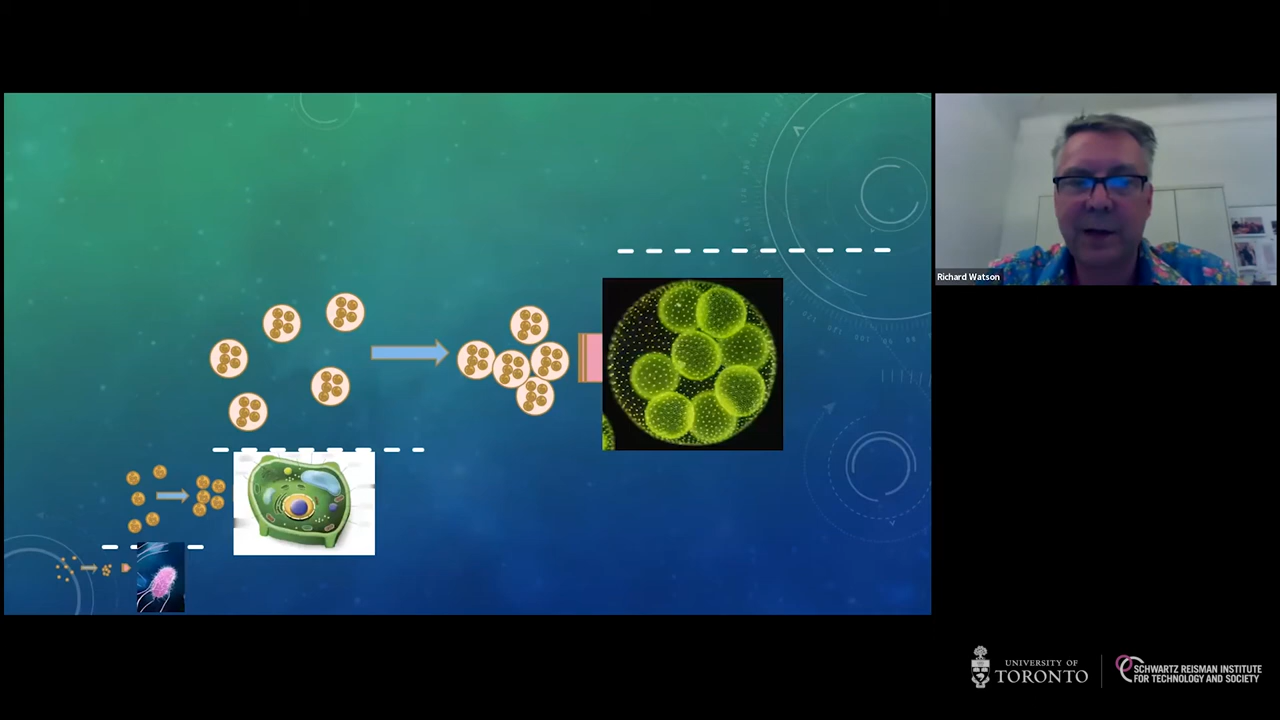 Richard Watson
UNIVERSITY OF
TORONTO
SCHWARTZ REISMAN INSTITUTE
FOR TECHNOLOGY AND SOCIETY